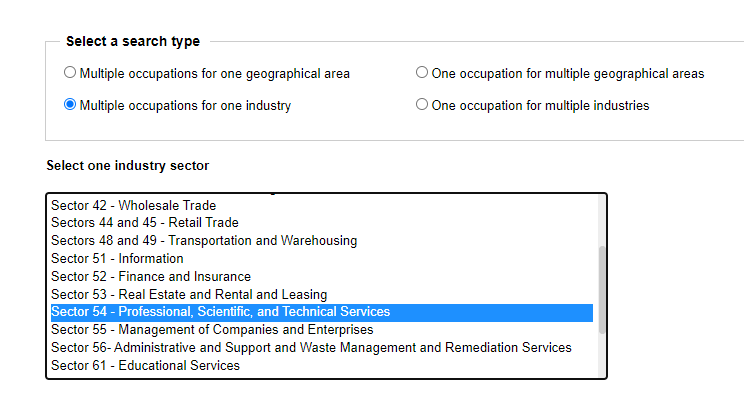 Select a search type
Multiple occupations for one geographical area
One occupation for multiple geographical areas
Multiple occupations for one industry
One occupation for multiple industries
Select one industry sector
Sector 42 - Wholesale Trade
Sectors 44 and 45 - Retail Trade
Sectors 48 and 49 - Transportation and Warehousing
Sector 51 - Information
Sector 52 - Finance and Insurance
Sector 53 - Real Estate and Rental and Leasing
Sector 54 - Professional, Scientific, and Technical Services
Sector 55 - Management of Companies and Enterprises
Sector 56- Administrative and Support and Waste Management and Remediation Services
Sector 61 - Educational Services